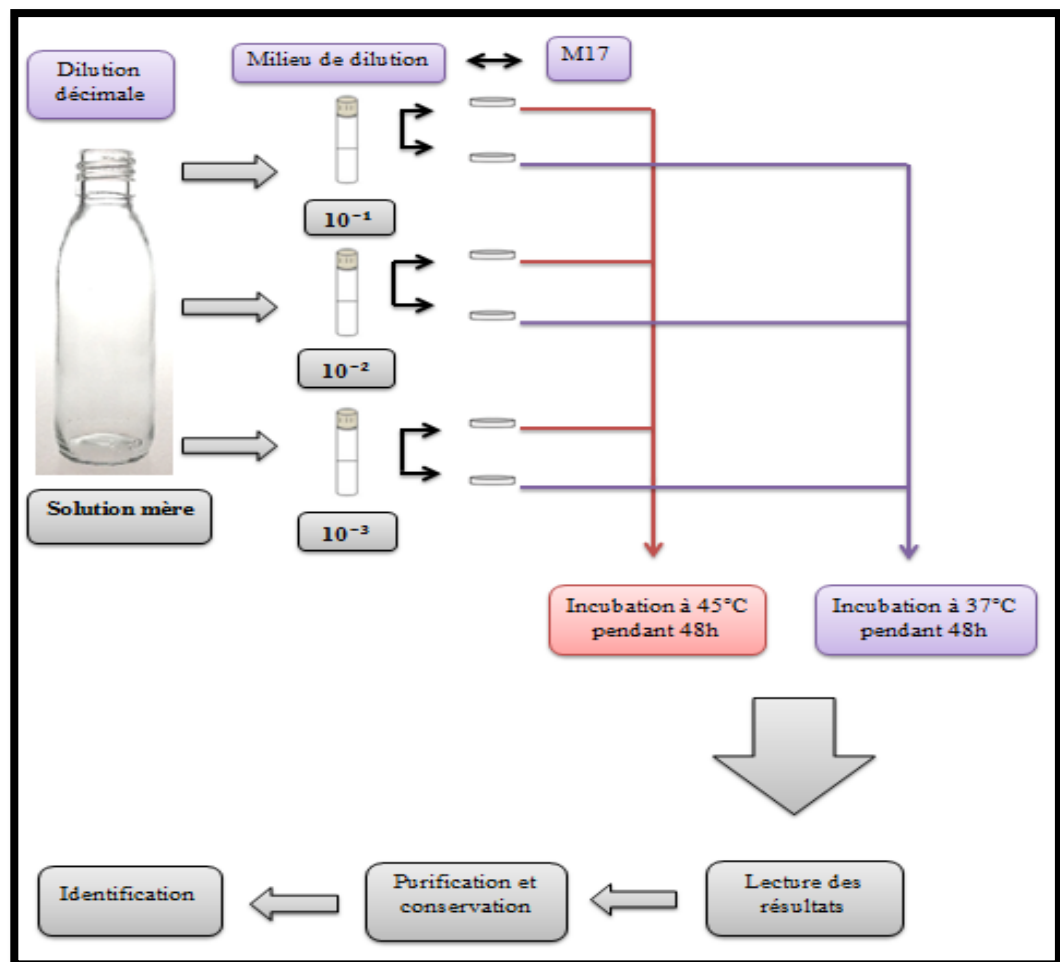 Dilution
décimale
Milieu de dilution
M17
10⁻¹
10⁻²
10⁻³
Solution mère
Incubation à 45°C
pendant 48h
Incubation à 37°C
pendant 48h
Identification
Purification et
conservation
Lecture des
résultats